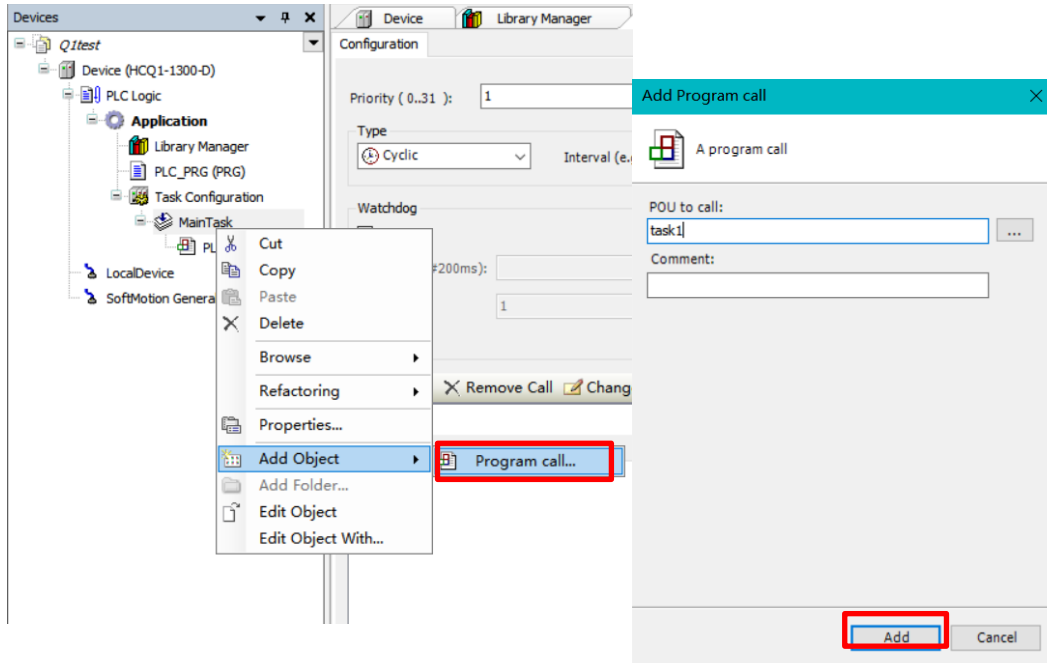 Devices
Q1test
Device (HCQ1-1300-D)
PLC Logic
Application
Library Manager
PLC_PRG (PRG)
Task Configuration
MainTask
PL
LocalDevice
SoftMotion Genera
Cut
Copy
Paste
Delete
Browse
Refactoring
Properties...
Add Object
Add Folder...
Edit Object
Edit Object With...
Program call...
Device
Library Manager
Configuration
Priority ( 0..31 ):
1
Type
Cyclic
Interval (e.
Watchdog
#200ms):
1
Remove Call
Chang
Add Program call
A program call
POU to call:
task1
...
Comment:
Add
Cancel